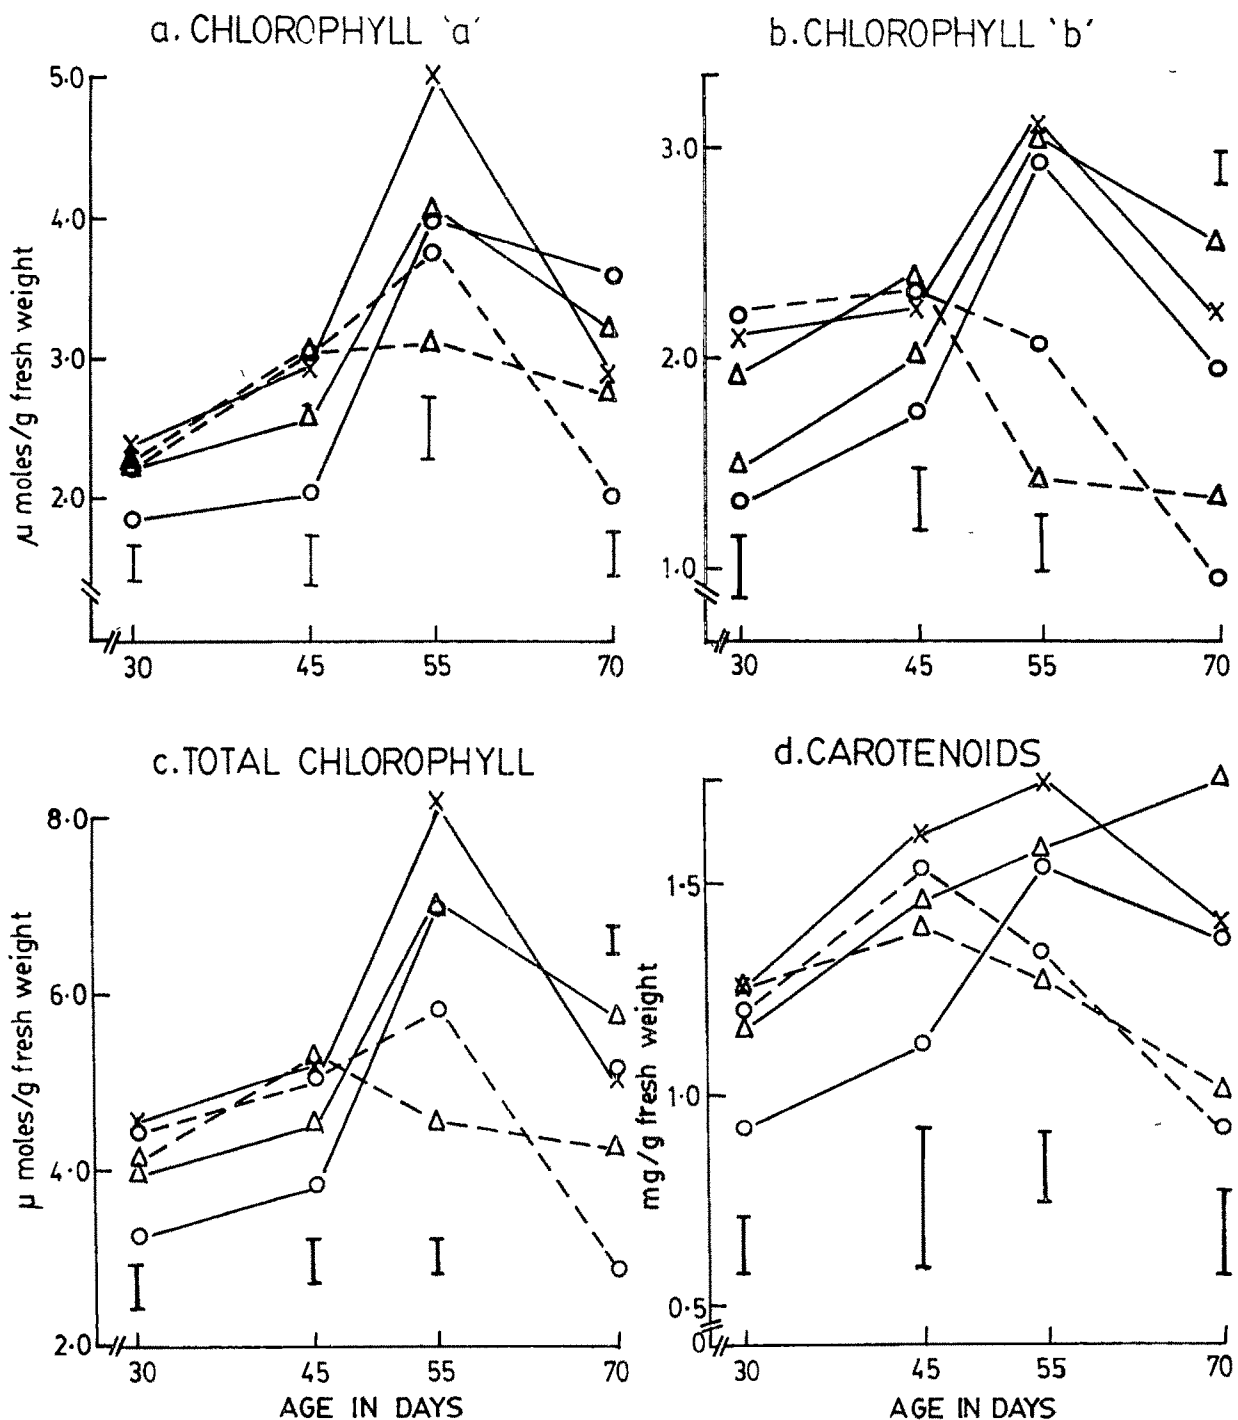 a. CHLOROPHYLL 'a'
5·0
4·0
3·0
2·0
µ moles/g fresh weight
30 45 55 70
b. CHLOROPHYLL 'b'
3.0
2.0
1.0
30 45 55 70
c. TOTAL CHLOROPHYLL
8.0
6.0
4.0
2.0
µ moles/g fresh weight
30 45 55 70
AGE IN DAYS
d. CAROTENOIDS
1·5
1·0
0·5
0
mg/g fresh weight
30 45 55 70
AGE IN DAYS